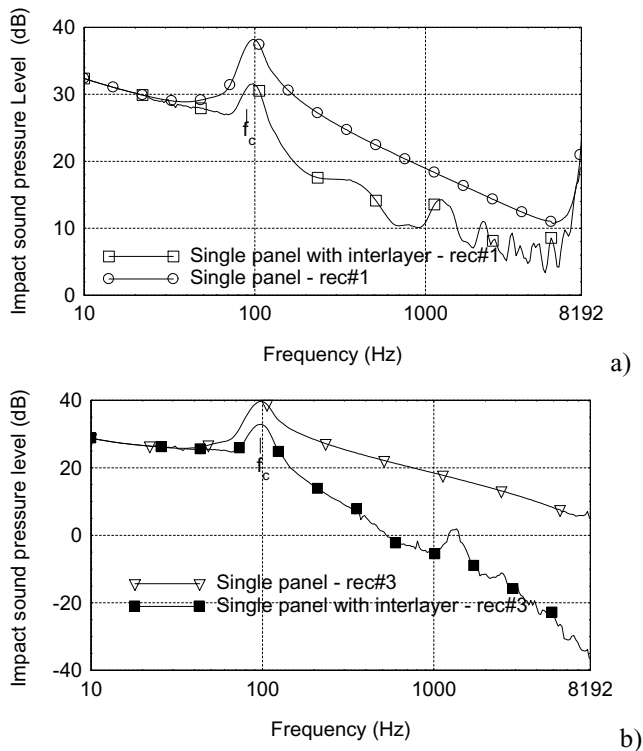 Impact sound pressure Level (dB)
40
30
20
10
0
f_c
Single panel with interlayer - rec#1
Single panel - rec#1
10
100
1000
8192
Frequency (Hz)
a)
Impact sound pressure level (dB)
40
20
0
-20
-40
f_c
Single panel - rec#3
Single panel with interlayer - rec#3
10
100
1000
8192
Frequency (Hz)
b)